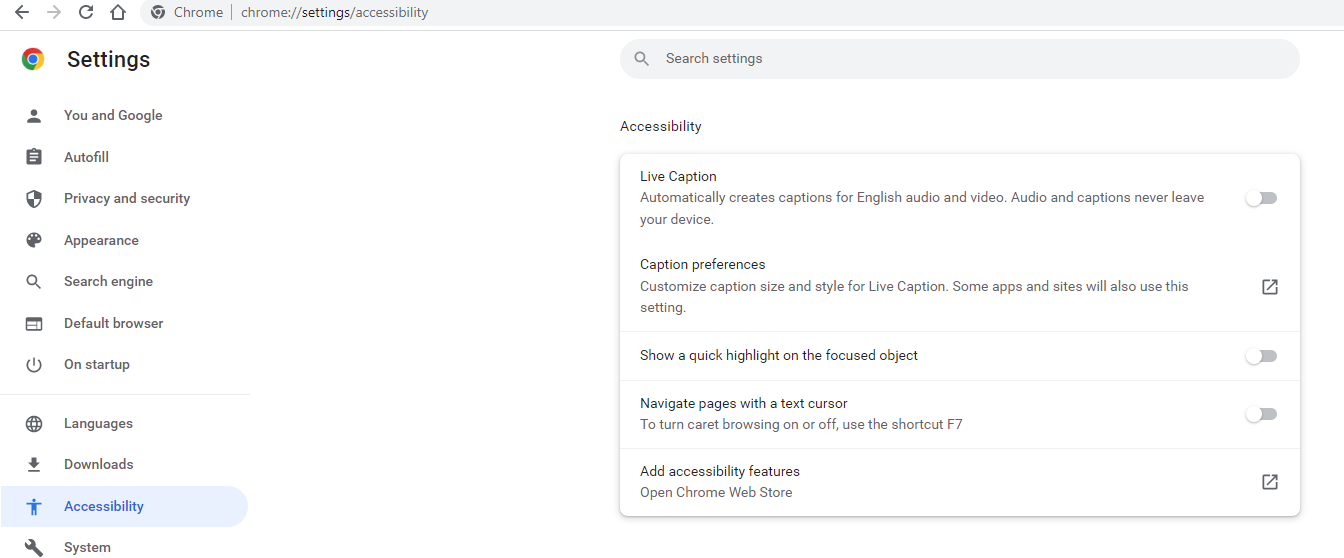 Chrome | chrome://settings/accessibility
Settings
Search settings
You and Google
Autofill
Privacy and security
Appearance
Search engine
Default browser
On startup
Languages
Downloads
Accessibility
System
Accessibility
Live Caption
Automatically creates captions for English audio and video. Audio and captions never leave
your device.
Caption preferences
Customize caption size and style for Live Caption. Some apps and sites will also use this
setting.
Show a quick highlight on the focused object
Navigate pages with a text cursor
To turn caret browsing on or off, use the shortcut F7
Add accessibility features
Open Chrome Web Store